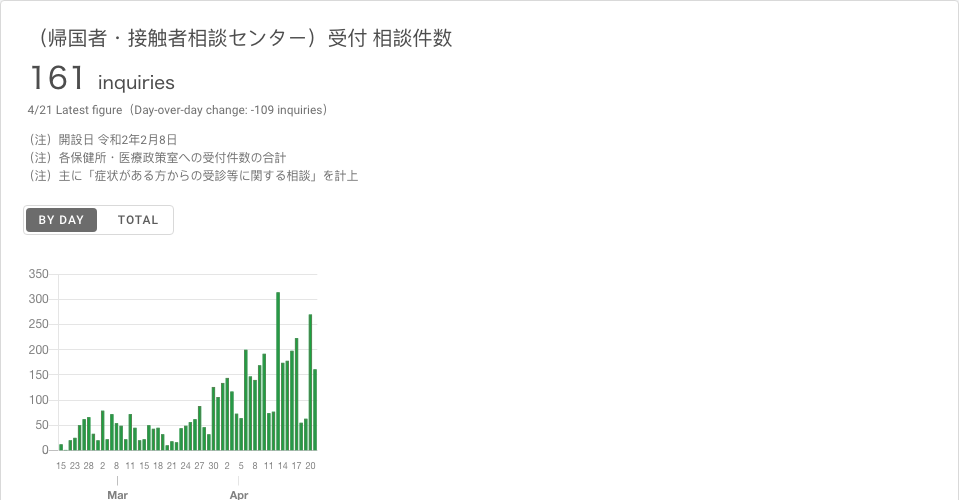 （帰国者・接触者相談センター）受付 相談件数
161 inquiries
4/21 Latest figure（Day-over-day change: -109 inquiries）
（注）開設日 令和2年2月8日
（注）各保健所・医療政策室への受付件数の合計
（注）主に「症状がある方からの受診等に関する相談」を計上
BY DAY TOTAL
350
300
250
200
150
100
50
0
15 23 28 2 8 11 15 18 21 24 27 30 2 5 8 11 14 17 20
Mar Apr